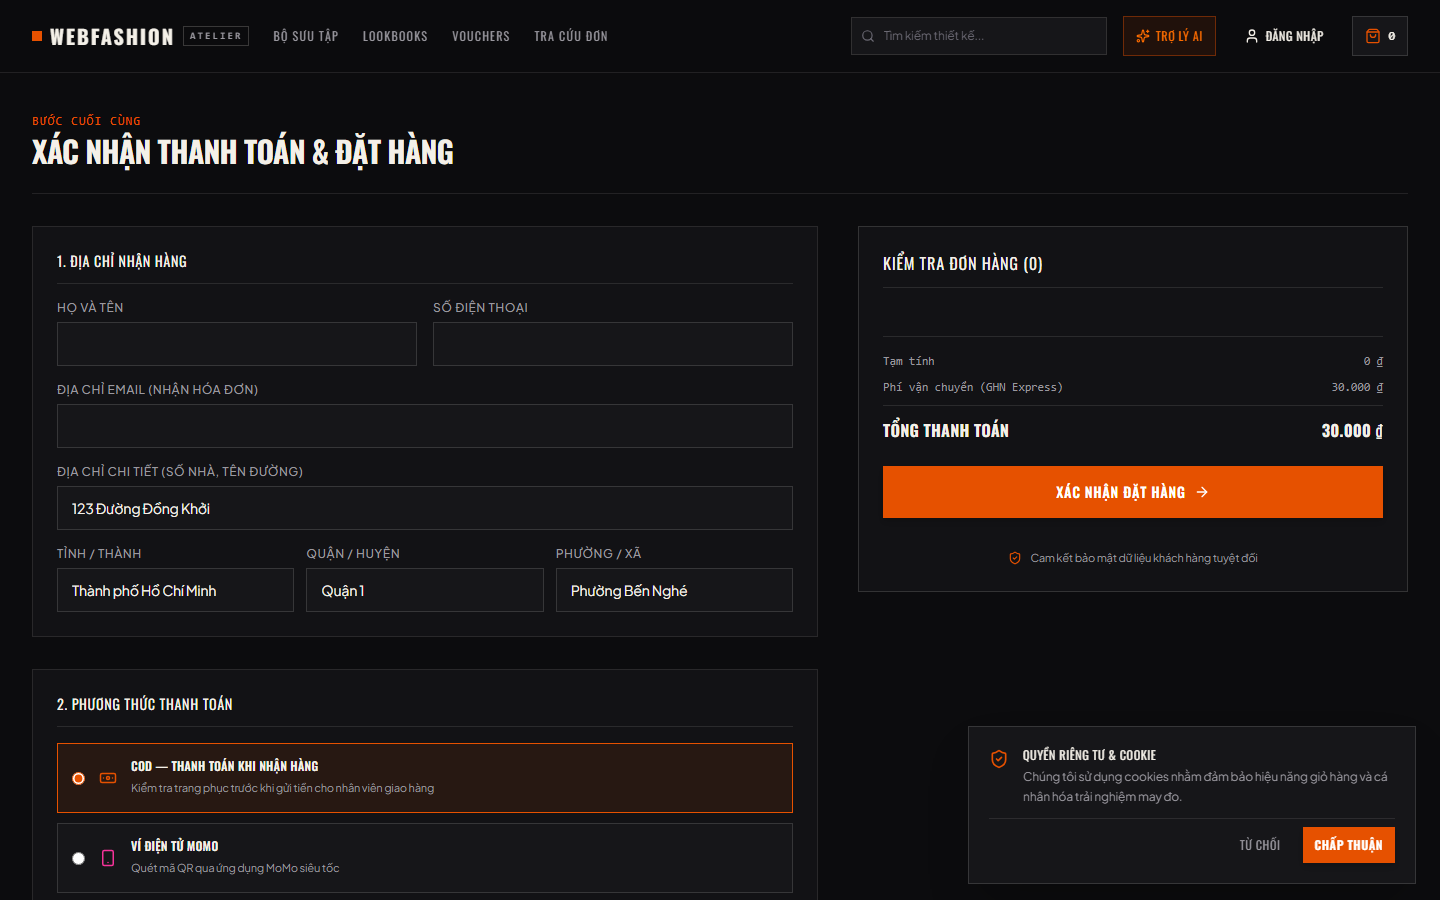 WEBFASHION ATELIER BỘ SƯU TẬP LOOKBOOKS VOUCHERS TRA CỨU ĐƠN Tìm kiếm thiết kế... TRỢ LÝ AI ĐĂNG NHẬP 0
BƯỚC CUỐI CÙNG
XÁC NHẬN THANH TOÁN & ĐẶT HÀNG
1. ĐỊA CHỈ NHẬN HÀNG
HỌ VÀ TÊN SỐ ĐIỆN THOẠI
ĐỊA CHỈ EMAIL (NHẬN HÓA ĐƠN)
ĐỊA CHỈ CHI TIẾT (SỐ NHÀ, TÊN ĐƯỜNG)
123 Đường Đồng Khởi
TỈNH / THÀNH QUẬN / HUYỆN PHƯỜNG / XÃ
Thành phố Hồ Chí Minh Quận 1 Phường Bến Nghé
2. PHƯƠNG THỨC THANH TOÁN
COD — THANH TOÁN KHI NHẬN HÀNG
Kiểm tra trang phục trước khi gửi tiền cho nhân viên giao hàng
VÍ ĐIỆN TỬ MOMO
Quét mã QR qua ứng dụng MoMo siêu tốc
KIỂM TRA ĐƠN HÀNG (0)
Tạm tính 0 ₫
Phí vận chuyển (GHN Express) 30.000 ₫
TỔNG THANH TOÁN 30.000 ₫
XÁC NHẬN ĐẶT HÀNG →
Cam kết bảo mật dữ liệu khách hàng tuyệt đối
QUYỀN RIÊNG TƯ & COOKIE
Chúng tôi sử dụng cookies nhằm đảm bảo hiệu năng giỏ hàng và cá
nhân hóa trải nghiệm may đo.
TỪ CHỐI CHẤP THUẬN